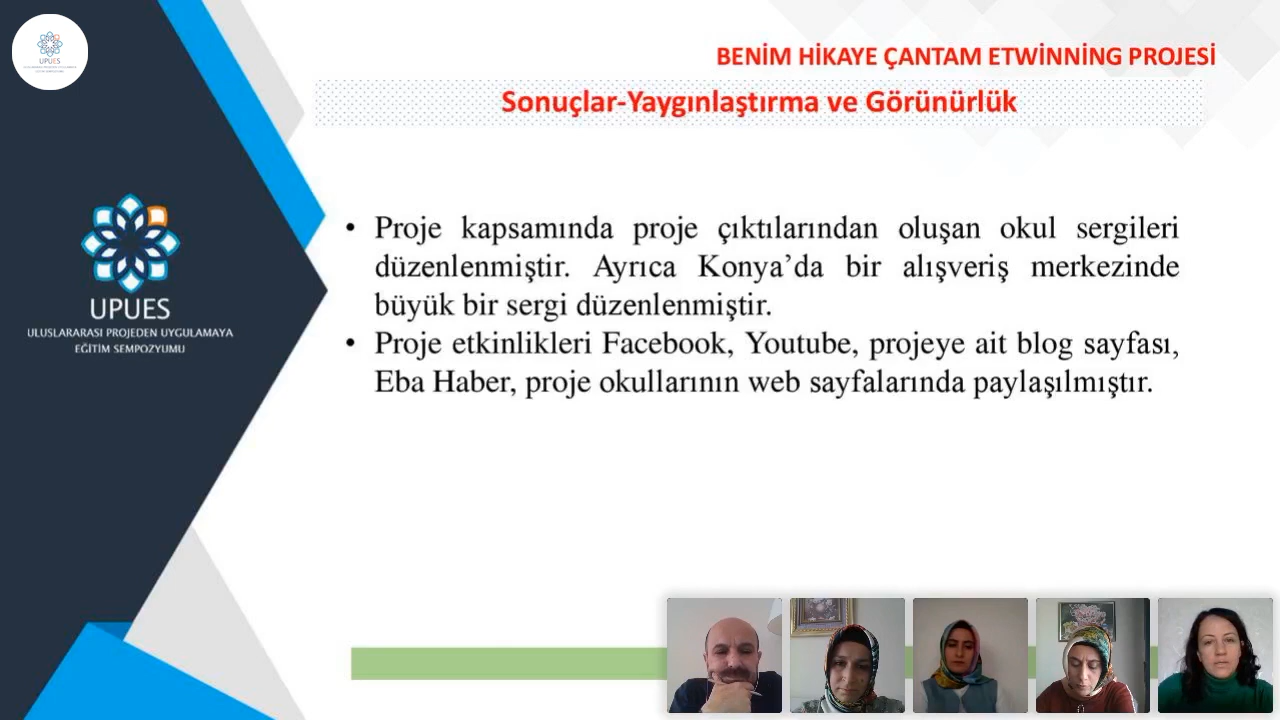 UPUES
BENİM HİKAYE ÇANTAM ETWİNNİNG PROJESİ
Sonuçlar-Yaygınlaştırma ve Görünürlük
• Proje kapsamında proje çıktılarından oluşan okul sergileri
düzenlenmiştir. Ayrıca Konya’da bir alışveriş merkezinde
büyük bir sergi düzenlenmiştir.
• Proje etkinlikleri Facebook, Youtube, projeye ait blog sayfası,
Eba Haber, proje okullarının web sayfalarında paylaşılmıştır.
UPUES
ULUSLARARASI PROJEDEN UYGULAMAYA
EĞİTİM SEMPOZYUMU